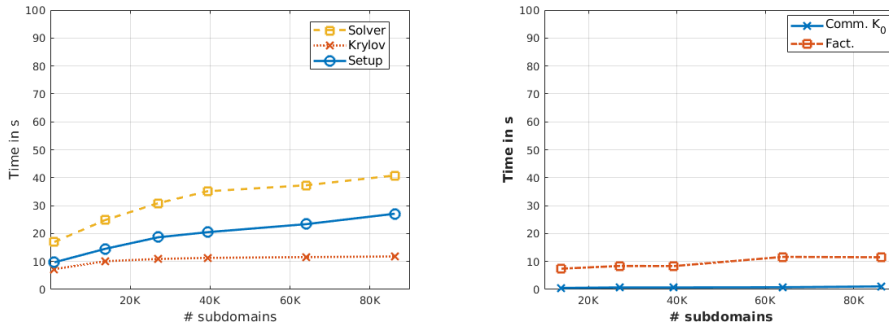 100
90
80
70
60
50
40
30
20
10
0
Time in s
20K
40K
60K
80K
# subdomains
Solver
Krylov
Setup
100
90
80
70
60
50
40
30
20
10
0
Time in s
20K
40K
60K
80K
# subdomains
Comm. K0
Fact.